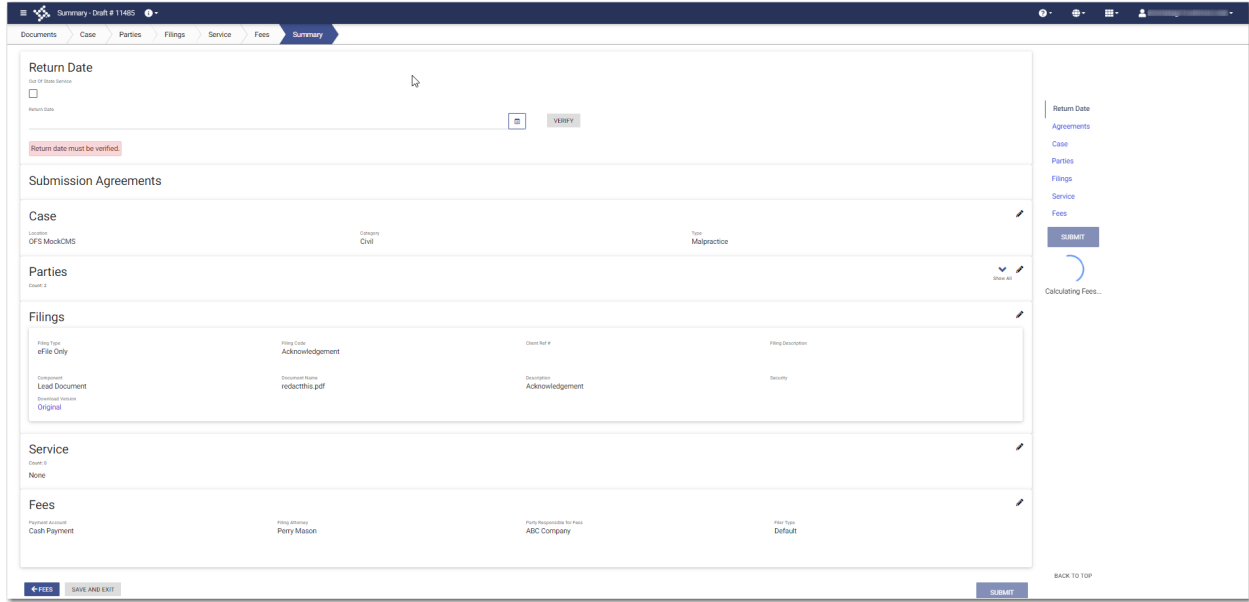 Summary - Draft # 11485
Documents
Case
Parties
Filings
Service
Fees
Summary
Return Date
Out Of State Service
Return Date
VERIFY
Return date must be verified.
Submission Agreements
Case
Location
Category
Type
OFS MockCMS
Civil
Malpractice
Parties
Show All
Filings
Filing Type
Filing Code
Client Ref #
Filing Description
eFile Only
Acknowledgement
Component
Document Name
Description
Security
Lead Document
redactthis.pdf
Acknowledgement
Download Version
Original
Service
Count: 0
None
Fees
Payment Account
Filing Attorney
Party Responsible for Fees
Filer Type
Cash Payment
Perry Mason
ABC Company
Default
FEES
SAVE AND EXIT
SUBMIT
Return Date
Agreements
Case
Parties
Filings
Service
Fees
SUBMIT
Calculating Fees...
BACK TO TOP